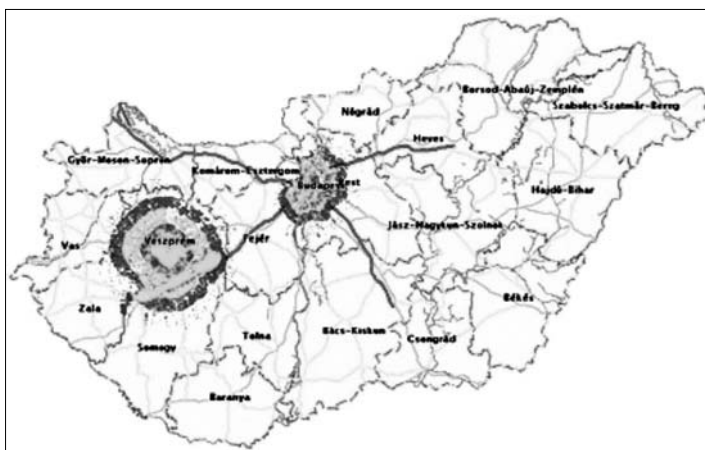 Borsod-Abaúj-Zemplén
Szabolcs-Szatmár-Bereg
Nógrád
Heves
Győr-Moson-Sopron
Komárom-Esztergom
Budapest
Pest
Hajdú-Bihar
Jász-Nagykun-Szolnok
Vas
Veszprém
Fejér
Zala
Békés
Bács-Kiskun
Tolna
Csongrád
Somogy
Baranya